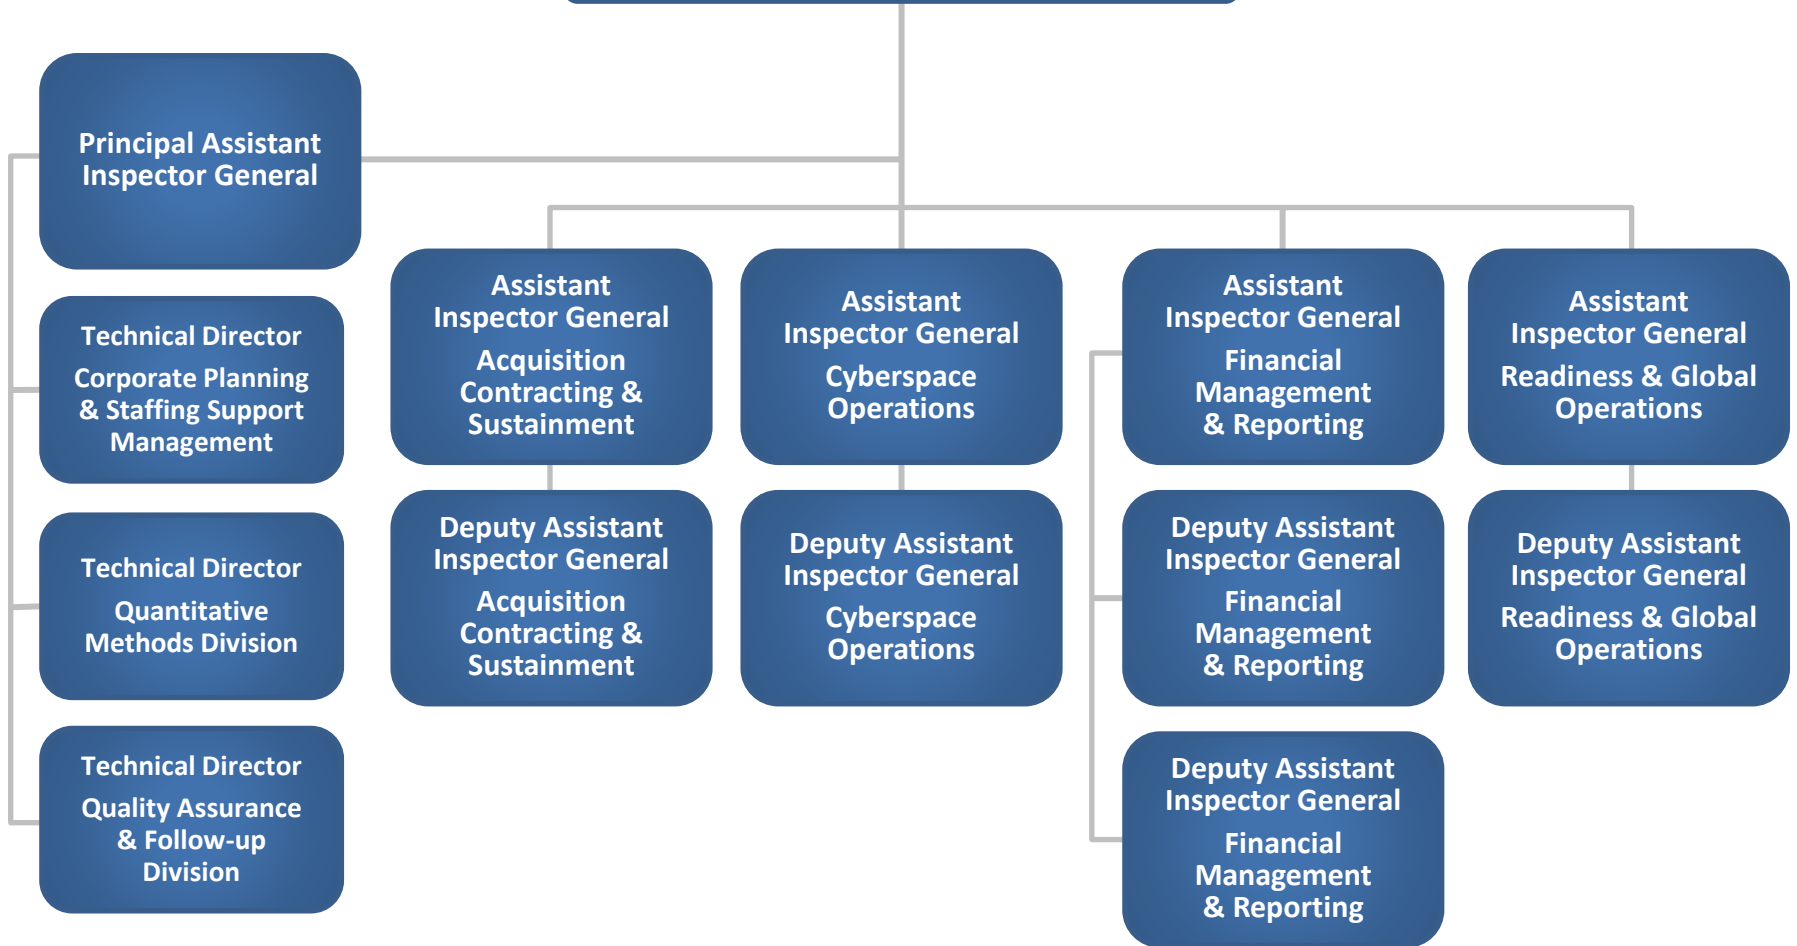 Principal Assistant
Inspector General
Technical Director
Corporate Planning
& Staffing Support
Management
Technical Director
Quantitative
Methods Division
Technical Director
Quality Assurance
& Follow-up
Division
Assistant
Inspector General
Acquisition
Contracting &
Sustainment
Deputy Assistant
Inspector General
Acquisition
Contracting &
Sustainment
Assistant
Inspector General
Cyberspace
Operations
Deputy Assistant
Inspector General
Cyberspace
Operations
Assistant
Inspector General
Financial
Management
& Reporting
Deputy Assistant
Inspector General
Financial
Management
& Reporting
Deputy Assistant
Inspector General
Financial
Management
& Reporting
Assistant
Inspector General
Readiness & Global
Operations
Deputy Assistant
Inspector General
Readiness & Global
Operations